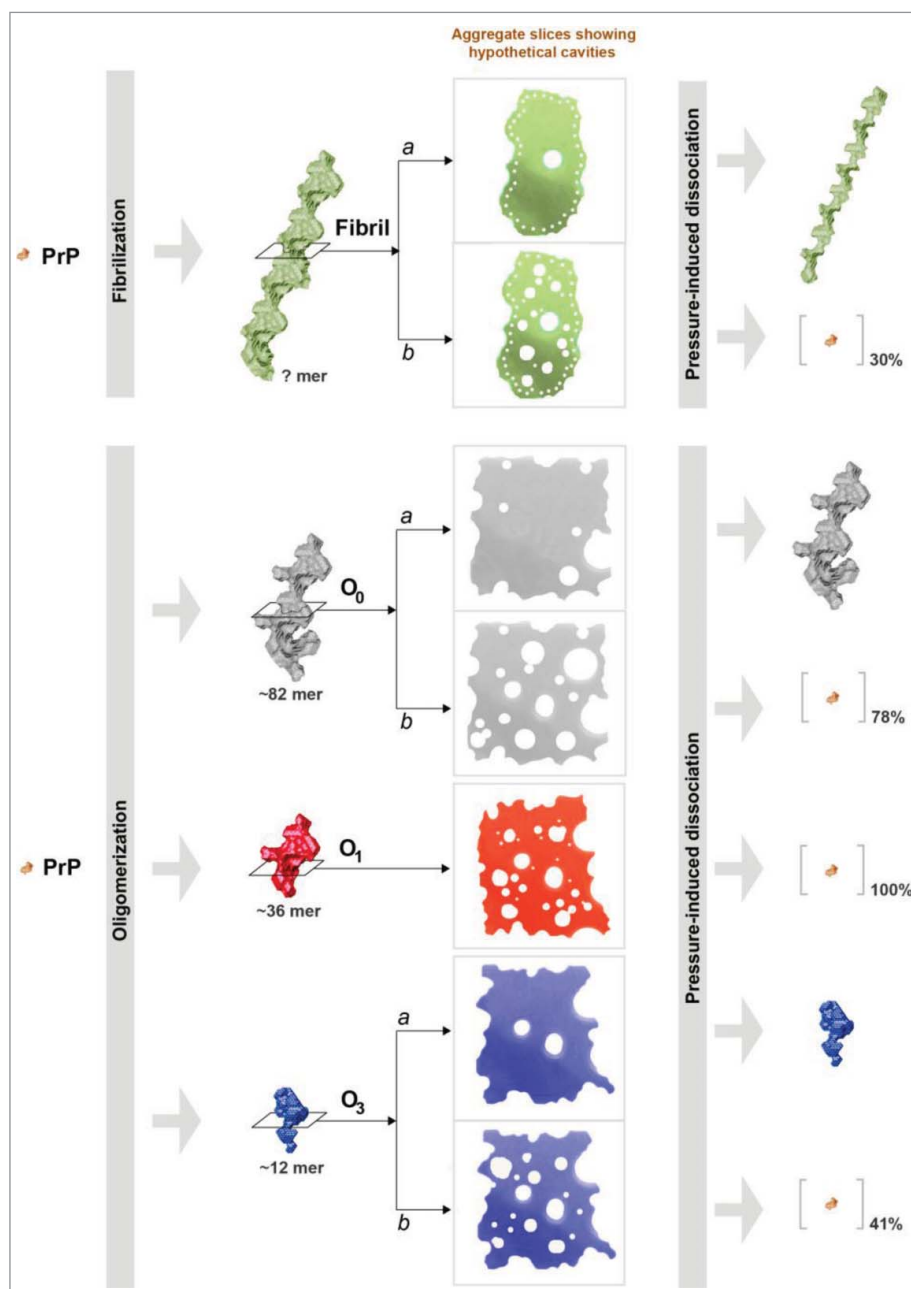 Aggregate slices showing
hypothetical cavities
PrP
Fibrilization
? mer
Fibril
a
b
Pressure-induced dissociation
30%
PrP
Oligomerization
~82 mer
O0
a
b
78%
~36 mer
O1
100%
~12 mer
O3
a
b
41%
Pressure-induced dissociation